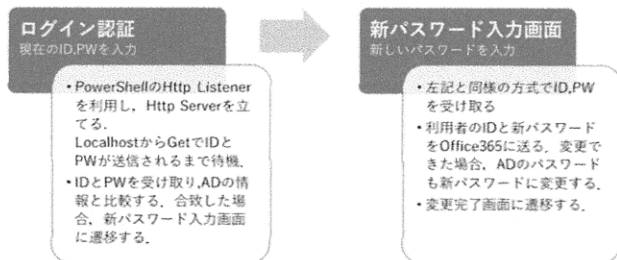 ログイン認証
現在のID,PWを入力
・PowerShellのHttp Listener
を利用し、Http Serverを立
てる.
LocalhostからGetでIDと
PWが送信されるまで待機.
・IDとPWを受け取り,ADの情
報と比較する. 合致した場
合、新パスワード入力画面
に遷移する.
新パスワード入力画面
新しいパスワードを入力
・左記と同様の方式でID,PW
を受け取る
・利用者のIDと新パスワード
をOffice365に送る. 変更で
きた場合、ADのパスワード
も新パスワードに変更する.
・変更完了画面に遷移する.